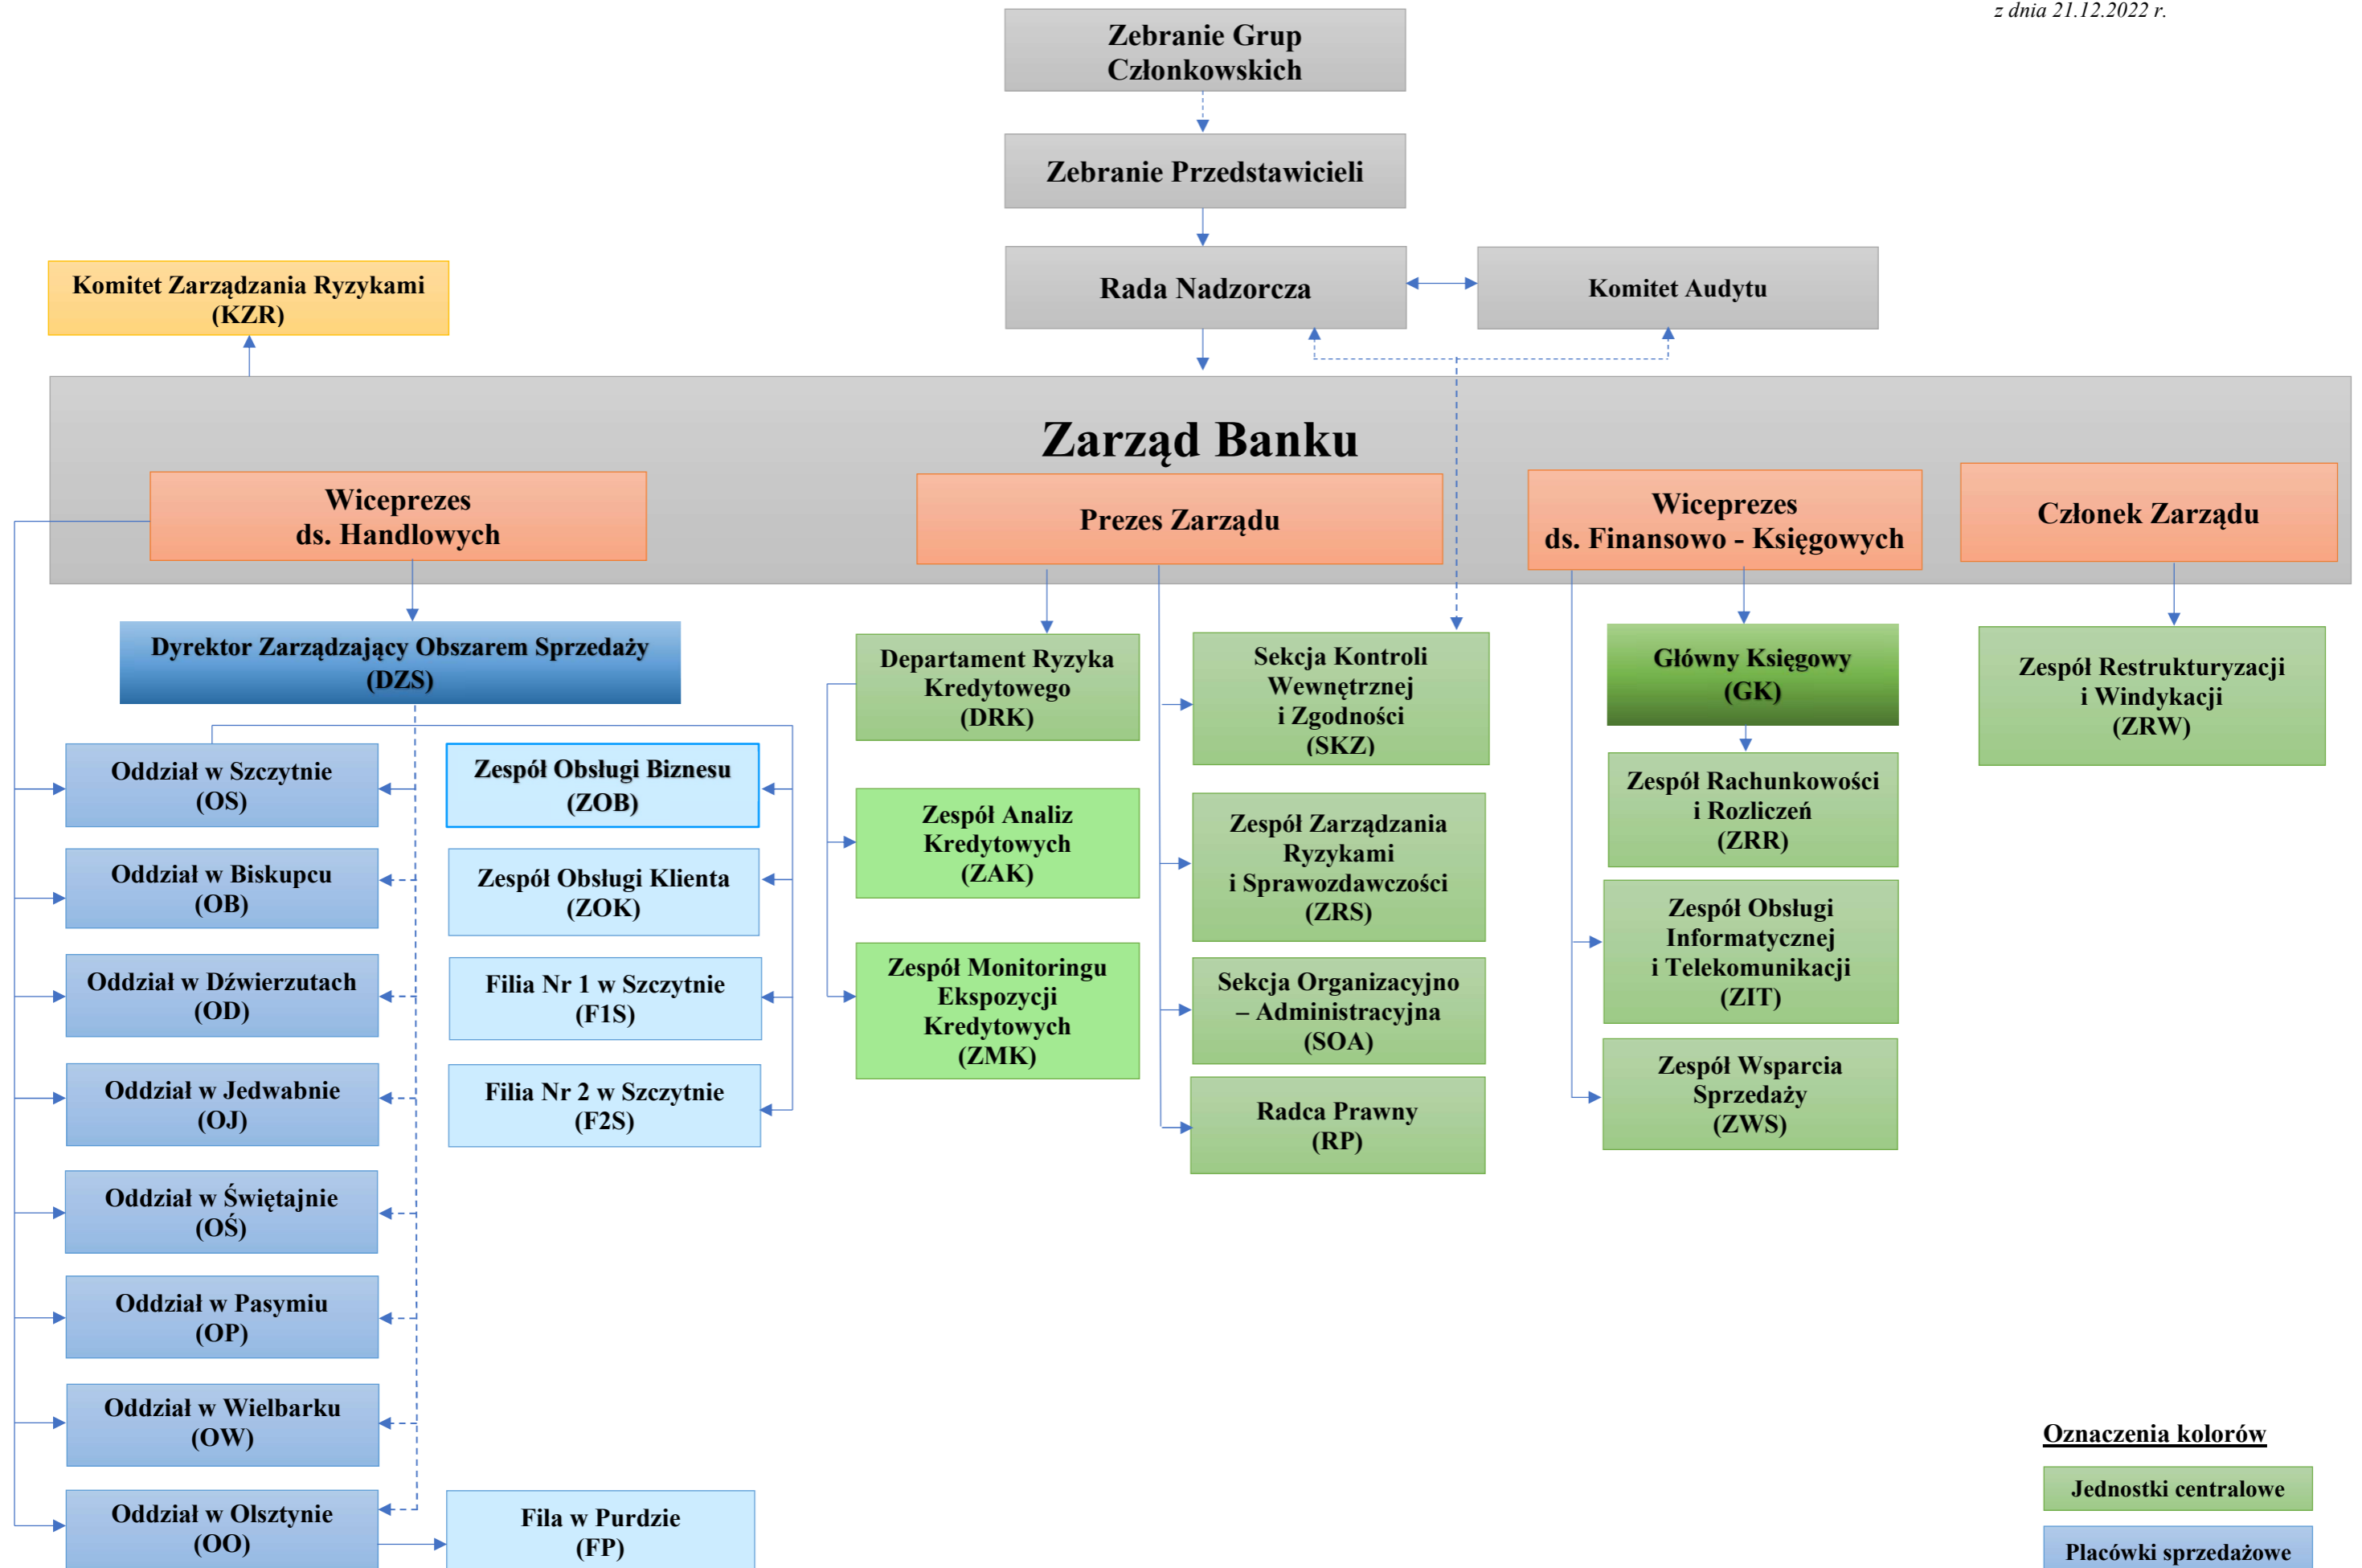 z dnia 21.12.2022 r.
Zebranie Grup
Członkowskich
Zebranie Przedstawicieli
Rada Nadzorcza
Komitet Audytu
Komitet Zarządzania Ryzykami
(KZR)
Zarząd Banku
Wiceprezes
ds. Handlowych
Prezes Zarządu
Wiceprezes
ds. Finansowo - Księgowych
Członek Zarządu
Dyrektor Zarządzający Obszarem Sprzedaży
(DZS)
Oddział w Szczytnie
(OS)
Oddział w Biskupcu
(OB)
Oddział w Dźwierzutach
(OD)
Oddział w Jedwabnie
(OJ)
Oddział w Świętajnie
(OŚ)
Oddział w Pasymiu
(OP)
Oddział w Wielbarku
(OW)
Oddział w Olsztynie
(OO)
Zespół Obsługi Biznesu
(ZOB)
Zespół Obsługi Klienta
(ZOK)
Filia Nr 1 w Szczytnie
(F1S)
Filia Nr 2 w Szczytnie
(F2S)
Fila w Purdzie
(FP)
Departament Ryzyka
Kredytowego
(DRK)
Zespół Analiz
Kredytowych
(ZAK)
Zespół Monitoringu
Ekspozycji
Kredytowych
(ZMK)
Sekcja Kontroli
Wewnętrznej
i Zgodności
(SKZ)
Zespół Zarządzania
Ryzykami
i Sprawozdawczości
(ZRS)
Sekcja Organizacyjno
– Administracyjna
(SOA)
Radca Prawny
(RP)
Główny Księgowy
(GK)
Zespół Rachunkowości
i Rozliczeń
(ZRR)
Zespół Obsługi
Informatycznej
i Telekomunikacji
(ZIT)
Zespół Wsparcia
Sprzedaży
(ZWS)
Zespół Restrukturyzacji
i Windykacji
(ZRW)
Oznaczenia kolorów
Jednostki centralowe
Placówki sprzedażowe